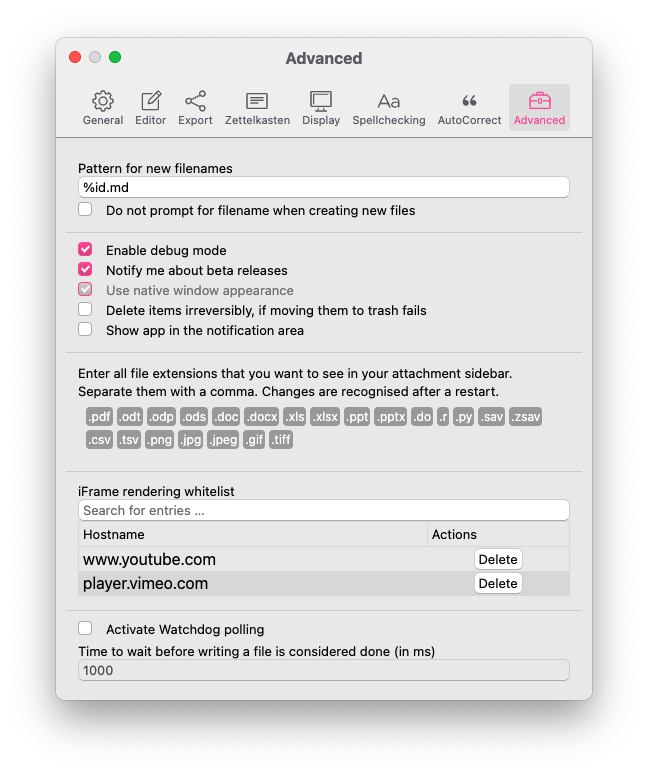 Advanced
General Editor Export Zettelkasten Display Spellchecking AutoCorrect Advanced
Pattern for new filenames
%id.md
Do not prompt for filename when creating new files
Enable debug mode
Notify me about beta releases
Use native window appearance
Delete items irreversibly, if moving them to trash fails
Show app in the notification area
Enter all file extensions that you want to see in your attachment sidebar.
Separate them with a comma. Changes are recognised after a restart.
.pdf .odt .odp .ods .doc .docx .xls .xlsx .ppt .pptx .do .r .py .sav .zsav
.csv .tsv .png .jpg .jpeg .gif .tiff
iFrame rendering whitelist
Search for entries …
Hostname Actions
www.youtube.com Delete
player.vimeo.com Delete
Activate Watchdog polling
Time to wait before writing a file is considered done (in ms)
1000